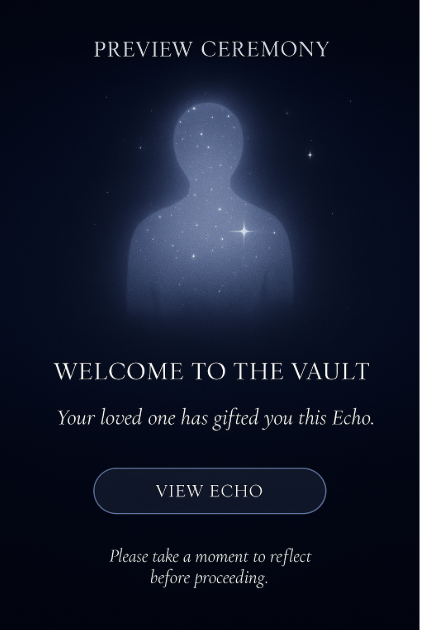 PREVIEW CEREMONY
WELCOME TO THE VAULT
Your loved one has gifted you this Echo.
VIEW ECHO
Please take a moment to reflect
before proceeding.